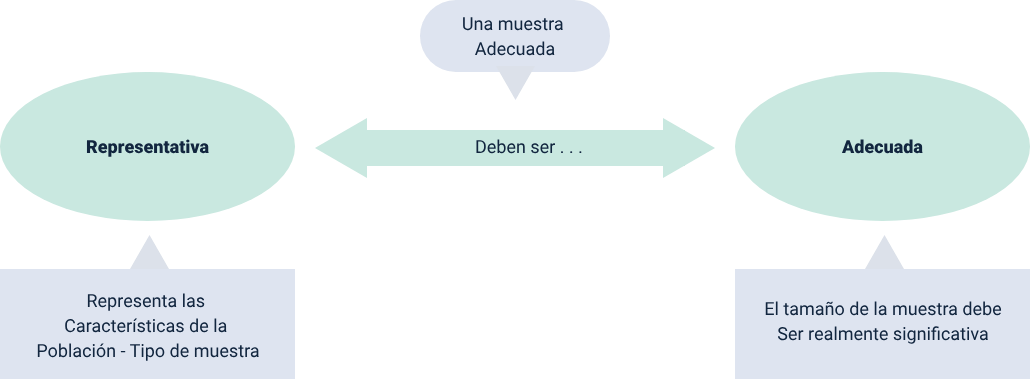 Una muestra
Adecuada
Representativa
Deben ser . . .
Adecuada
Representa las
Características de la
Población - Tipo de muestra
El tamaño de la muestra debe
Ser realmente significativa